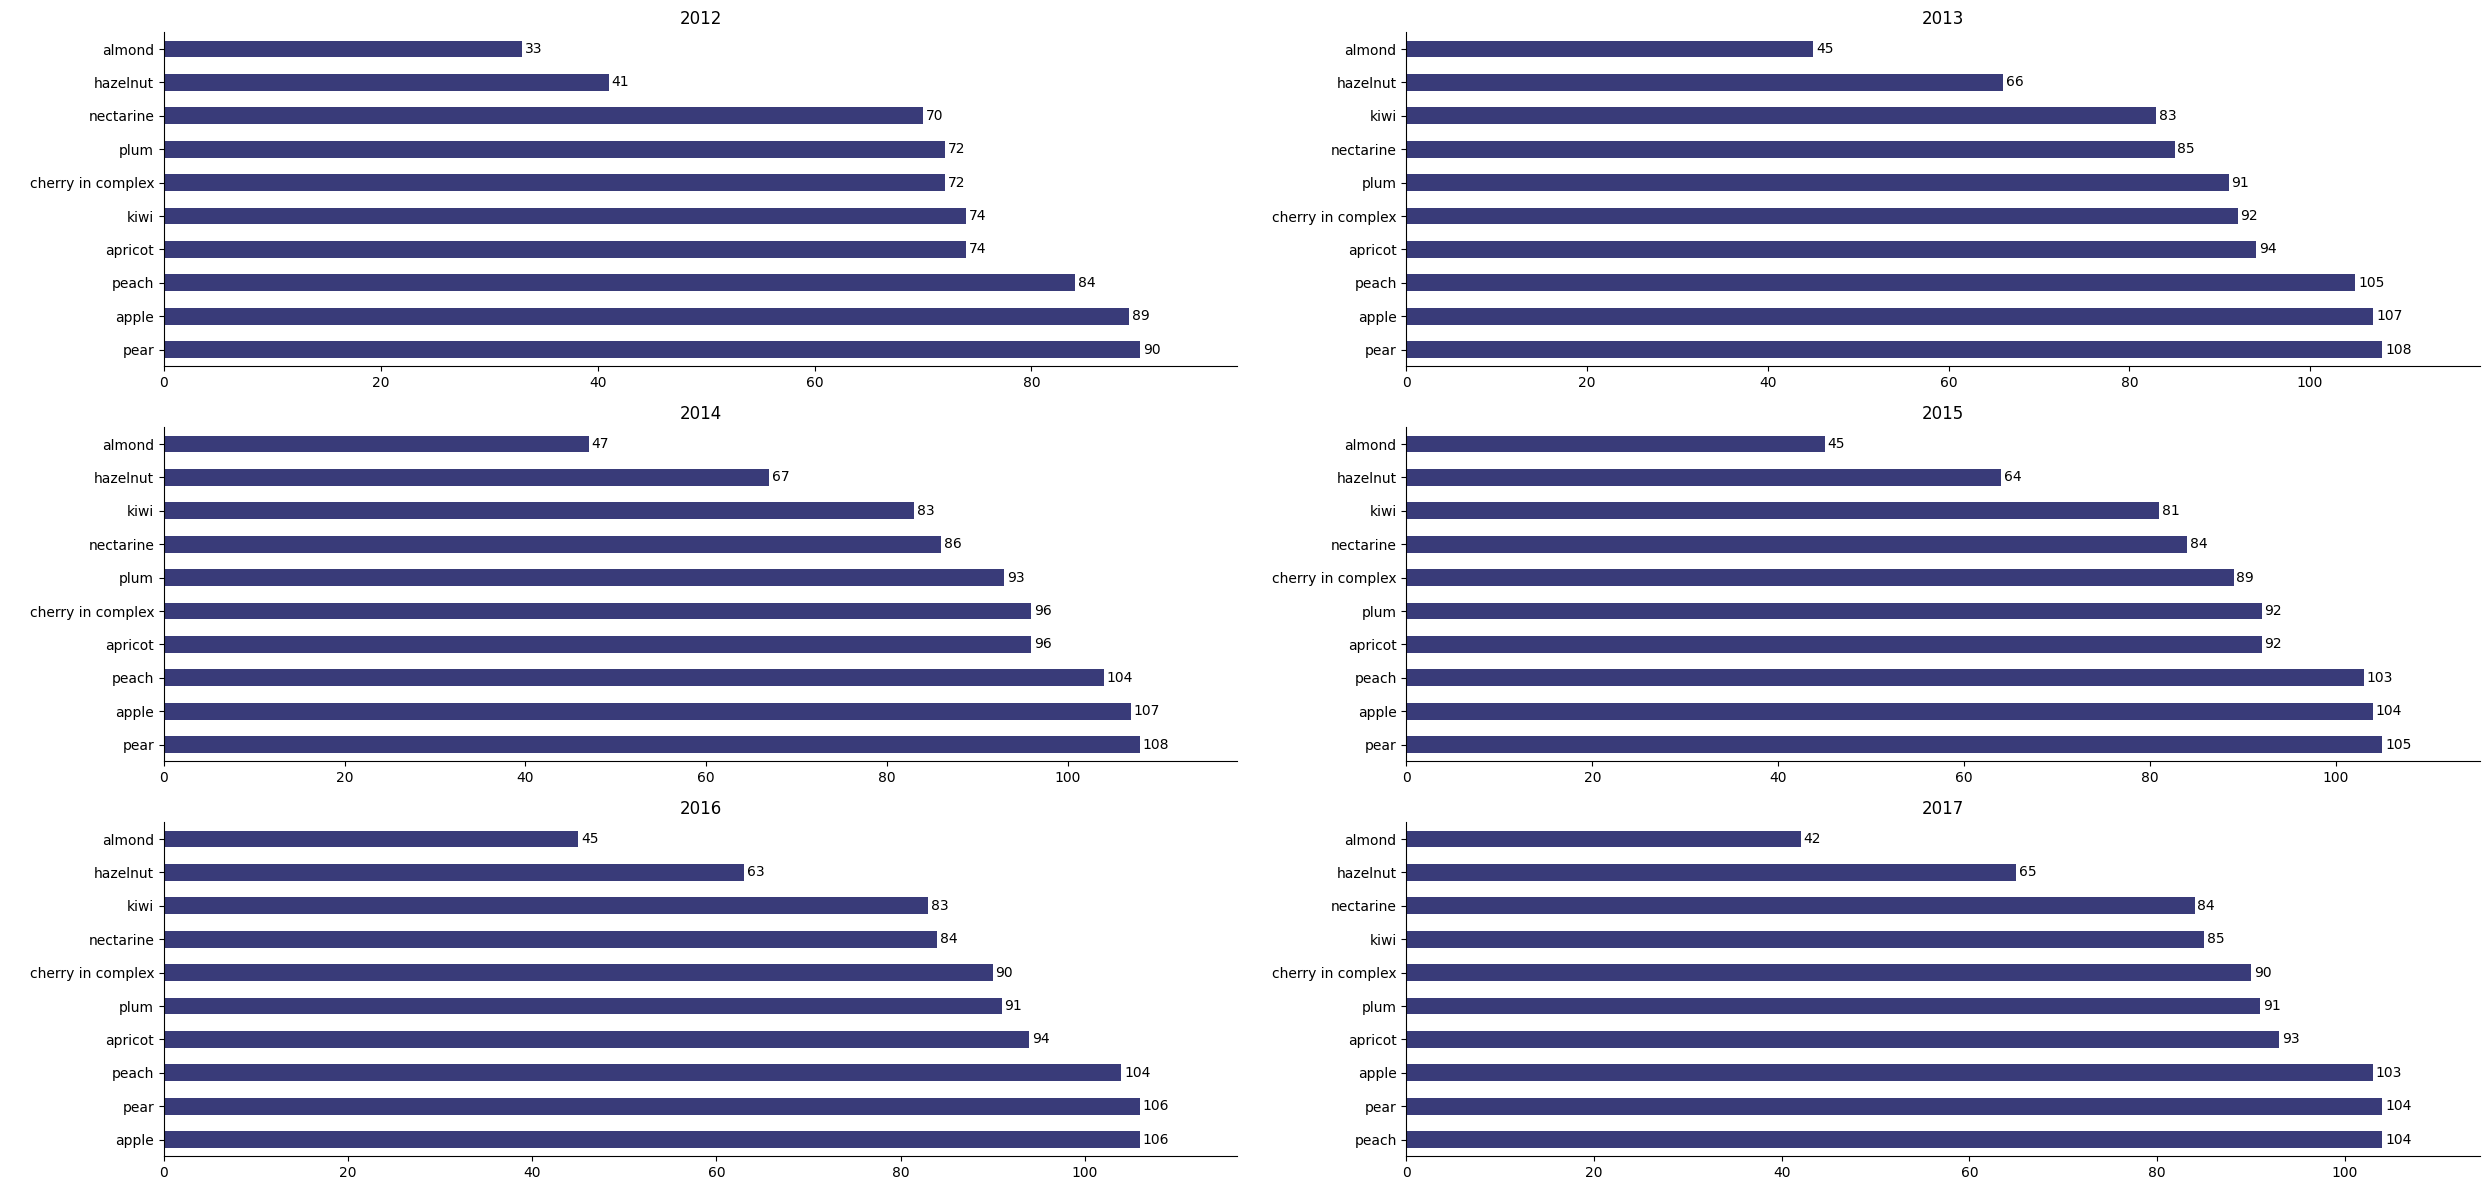 2012
almond 33
hazelnut 41
nectarine 70
plum 72
cherry in complex 72
kiwi 74
apricot 74
peach 84
apple 89
pear 90
0 20 40 60 80
2013
almond 45
hazelnut 66
kiwi 83
nectarine 85
plum 91
cherry in complex 92
apricot 94
peach 105
apple 107
pear 108
0 20 40 60 80 100
2014
almond 47
hazelnut 67
kiwi 83
nectarine 86
plum 93
cherry in complex 96
apricot 96
peach 104
apple 107
pear 108
0 20 40 60 80 100
2015
almond 45
hazelnut 64
kiwi 81
nectarine 84
cherry in complex 89
plum 92
apricot 92
peach 103
apple 104
pear 105
0 20 40 60 80 100
2016
almond 45
hazelnut 63
kiwi 83
nectarine 84
cherry in complex 90
plum 91
apricot 94
peach 104
pear 106
apple 106
0 20 40 60 80 100
2017
almond 42
hazelnut 65
nectarine 84
kiwi 85
cherry in complex 90
plum 91
apricot 93
apple 103
pear 104
peach 104
0 20 40 60 80 100